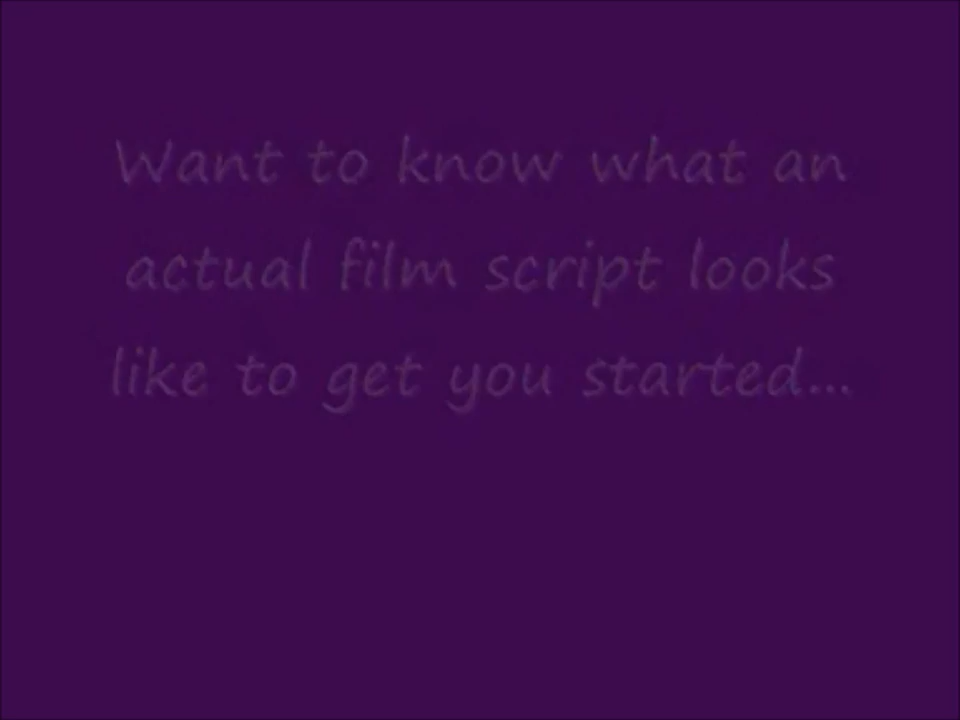 Want to know what an
actual film script looks
like to get you started...